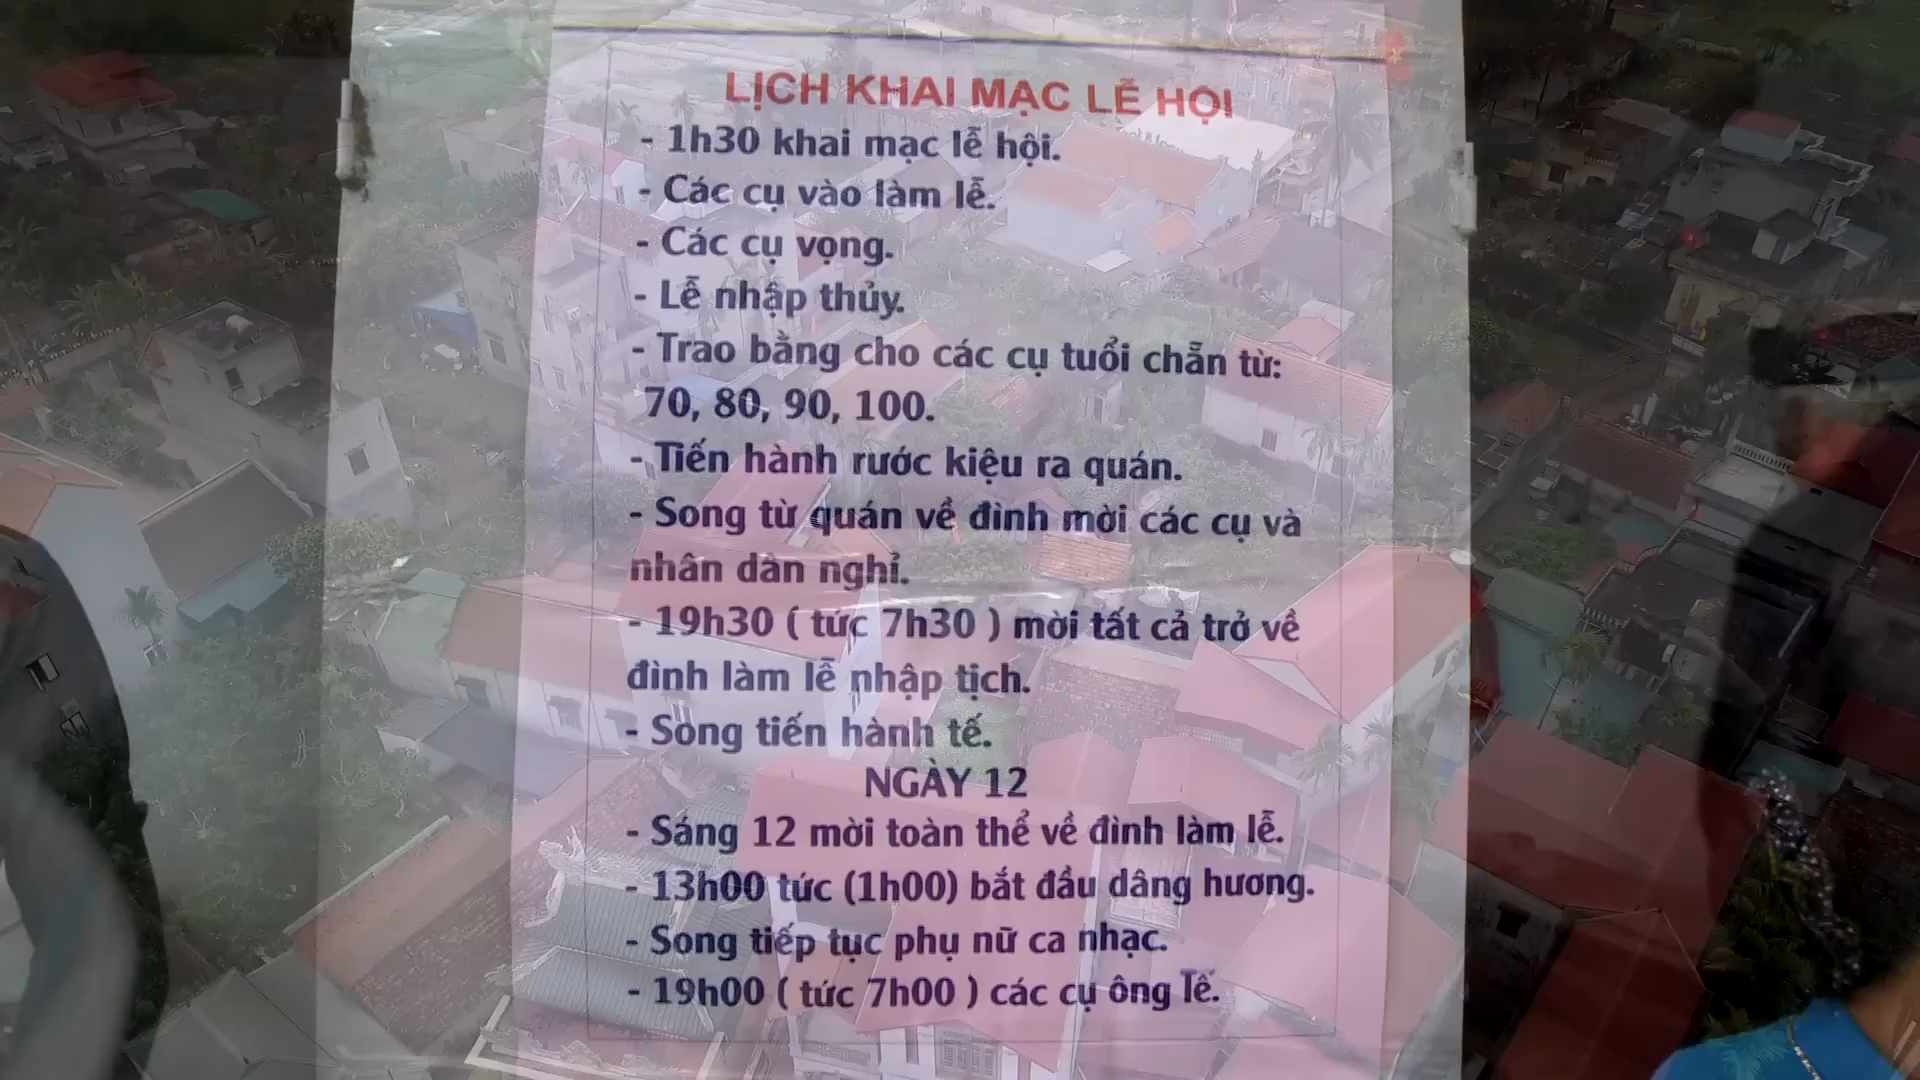 LỊCH KHAI MẠC LỄ HỘI
- 1h30 khai mạc lễ hội.
- Các cụ vào làm lễ.
- Các cụ vọng.
- Lễ nhập thủy.
- Trao bằng cho các cụ tuổi chẵn từ:
70, 80, 90, 100.
- Tiến hành rước kiệu ra quán.
- Song từ quán về đình mời các cụ và
nhân dân nghỉ.
- 19h30 ( tức 7h30 ) mời tất cả trở về
đình làm lễ nhập tịch.
- Song tiến hành tế.
NGÀY 12
- Sáng 12 mời toàn thể về đình làm lễ.
- 13h00 tức (1h00) bắt đầu dâng hương.
- Song tiếp tục phụ nữ ca nhạc.
- 19h00 ( tức 7h00 ) các cụ ông Tế.